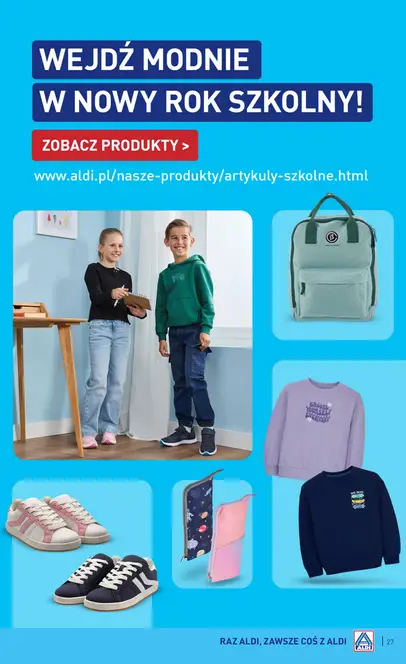 WEJDŹ MODNIE
W NOWY ROK SZKOLNY!
ZOBACZ PRODUKTY >
www.aldi.pl/nasze-produkty/artykuly-szkolne.html
RAZ ALDI, ZAWSZE COŚ Z ALDI
ALDI
27